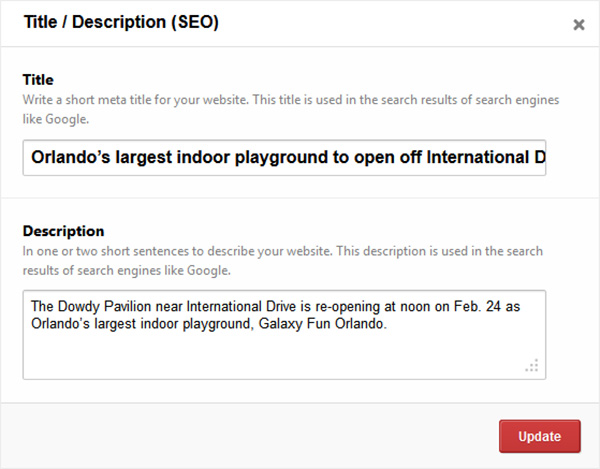 Title / Description (SEO)
Title
Write a short meta title for your website. This title is used in the search results of search engines
like Google.
Orlando’s largest indoor playground to open off International D
Description
In one or two short sentences to describe your website. This description is used in the search
results of search engines like Google.
The Dowdy Pavilion near International Drive is re-opening at noon on Feb. 24 as
Orlando’s largest indoor playground, Galaxy Fun Orlando.
Update